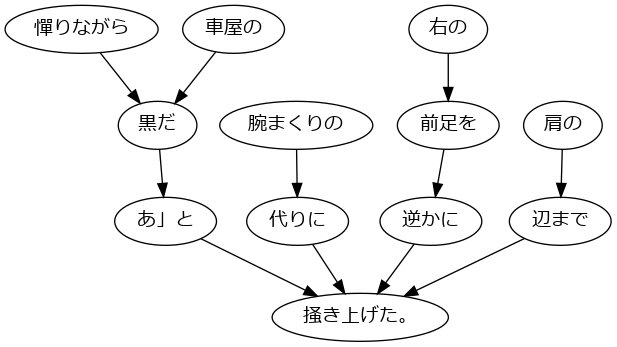 憚りながら
車屋の
右の
黒だ
腕まくりの
前足を
肩の
あ」と
代りに
逆かに
辺まで
掻き上げた。